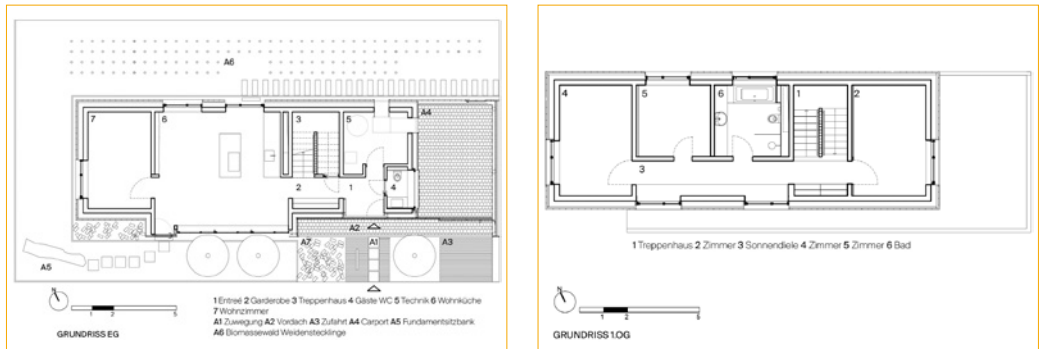 A6
7
6
3
5
A4
2
1
4
A2
A7
A1
A3
A5
N
1 2 5
1 Entreé 2 Garderobe 3 Treppenhaus 4 Gäste WC 5 Technik 6 Wohnküche
7 Wohnzimmer
A1 Zuwegung A2 Vordach A3 Zufahrt A4 Carport A5 Fundamentsitzbank
A6 Biomassewald Weidenstecklinge
GRUNDRISS EG
4
5
6
1
2
3
1 Treppenhaus 2 Zimmer 3 Sonnendiele 4 Zimmer 5 Zimmer 6 Bad
N
1 2 5
GRUNDRISS 1.OG